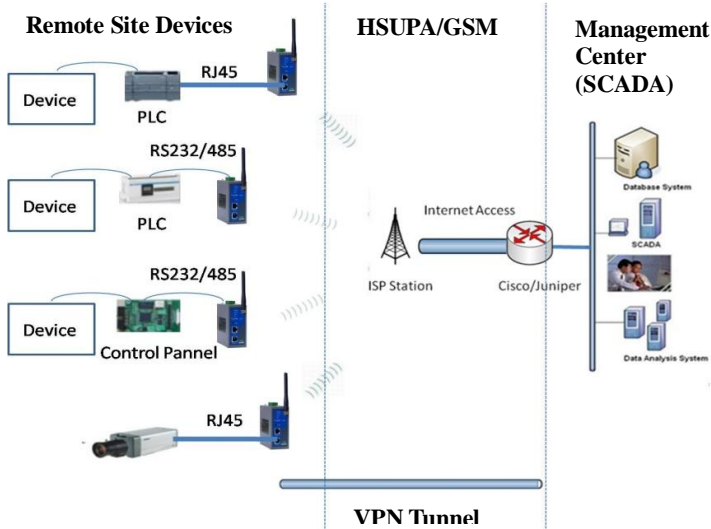 Remote Site Devices
HSUPA/GSM
Management
Center
(SCADA)
RJ45
Device
PLC
RS232/485
Device
PLC
RS232/485
Device
Control Pannel
RJ45
Internet Access
ISP Station
Cisco/Juniper
Database System
SCADA
Data Analysis System
VPN Tunnel